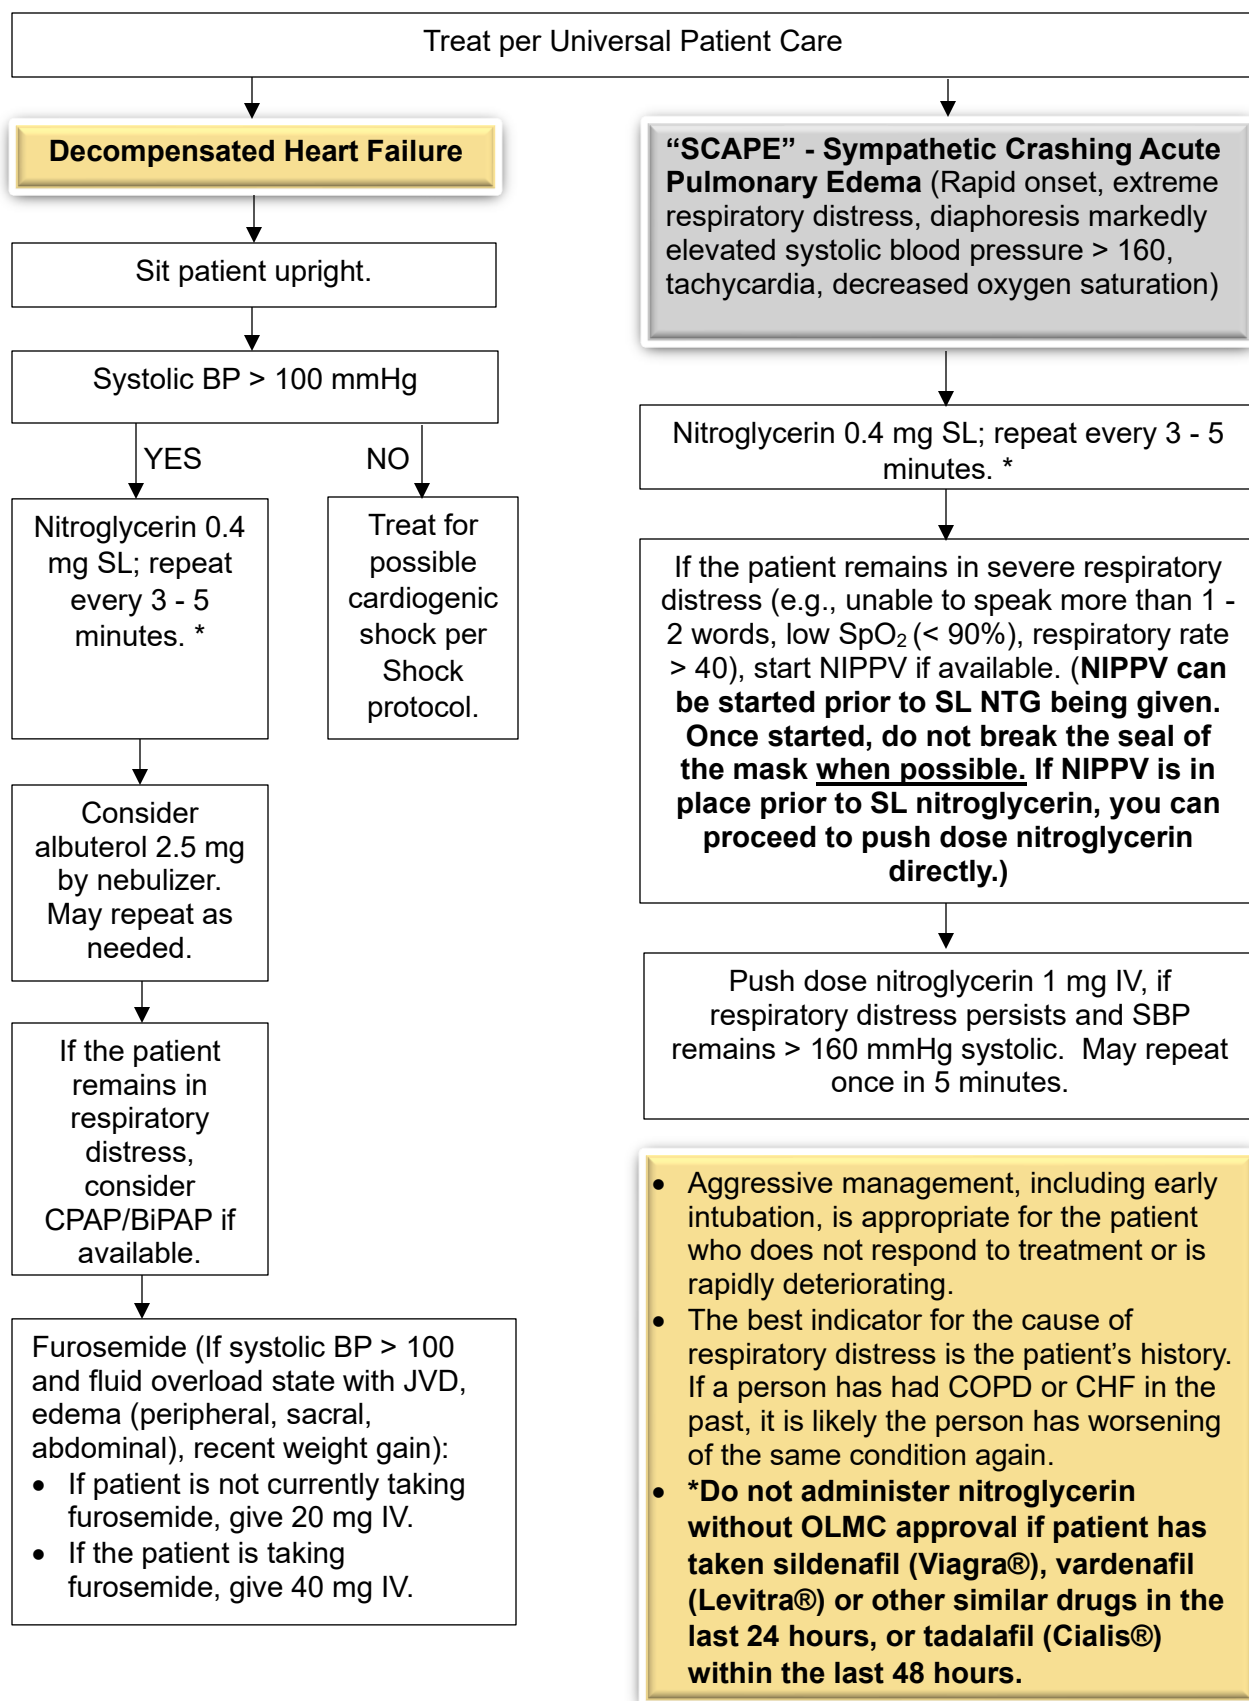 Treat per Universal Patient Care
Decompensated Heart Failure
Sit patient upright.
Systolic BP > 100 mmHg
YES
NO
Nitroglycerin 0.4
mg SL; repeat
every 3 - 5
minutes. *
Treat for
possible
cardiogenic
shock per
Shock
protocol.
Consider
albuterol 2.5 mg
by nebulizer.
May repeat as
needed.
If the patient
remains in
respiratory
distress,
consider
CPAP/BiPAP if
available.
Furosemide (If systolic BP > 100
and fluid overload state with JVD,
edema (peripheral, sacral,
abdominal), recent weight gain):
• If patient is not currently taking
furosemide, give 20 mg IV.
• If the patient is taking
furosemide, give 40 mg IV.
“SCAPE” - Sympathetic Crashing Acute
Pulmonary Edema (Rapid onset, extreme
respiratory distress, diaphoresis markedly
elevated systolic blood pressure > 160,
tachycardia, decreased oxygen saturation)
Nitroglycerin 0.4 mg SL; repeat every 3 - 5
minutes. *
If the patient remains in severe respiratory
distress (e.g., unable to speak more than 1 -
2 words, low SpO₂ (< 90%), respiratory rate
> 40), start NIPPV if available. (NIPPV can
be started prior to SL NTG being given.
Once started, do not break the seal of
the mask when possible. If NIPPV is in
place prior to SL nitroglycerin, you can
proceed to push dose nitroglycerin
directly.)
Push dose nitroglycerin 1 mg IV, if
respiratory distress persists and SBP
remains > 160 mmHg systolic. May repeat
once in 5 minutes.
• Aggressive management, including early
intubation, is appropriate for the patient
who does not respond to treatment or is
rapidly deteriorating.
• The best indicator for the cause of
respiratory distress is the patient’s history.
If a person has had COPD or CHF in the
past, it is likely the person has worsening
of the same condition again.
• *Do not administer nitroglycerin
without OLMC approval if patient has
taken sildenafil (Viagra®), vardenafil
(Levitra®) or other similar drugs in the
last 24 hours, or tadalafil (Cialis®)
within the last 48 hours.